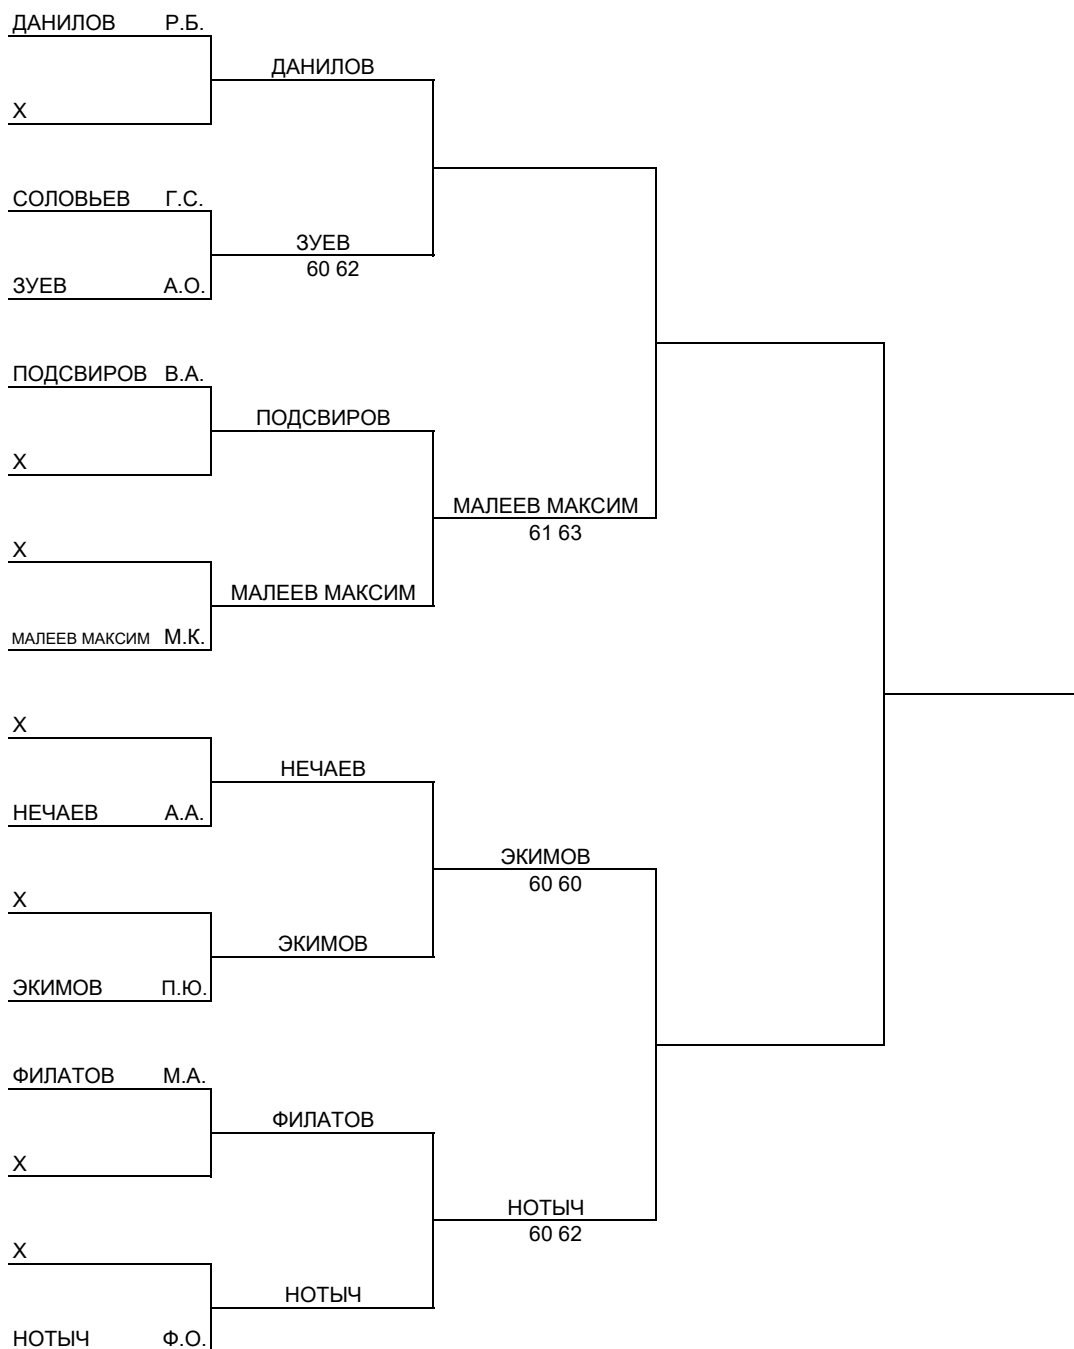 ДАНИЛОВ Р.Б.
ДАНИЛОВ
Х
СОЛОВЬЕВ Г.С.
ЗУЕВ
60 62
ЗУЕВ А.О.
ПОДСВИРОВ В.А.
ПОДСВИРОВ
Х
МАЛЕЕВ МАКСИМ
61 63
Х
МАЛЕЕВ МАКСИМ
МАЛЕЕВ МАКСИМ М.К.
Х
НЕЧАЕВ
НЕЧАЕВ А.А.
ЭКИМОВ
60 60
Х
ЭКИМОВ
ЭКИМОВ П.Ю.
ФИЛАТОВ М.А.
ФИЛАТОВ
Х
НОТЫЧ
60 62
Х
НОТЫЧ
НОТЫЧ Ф.О.